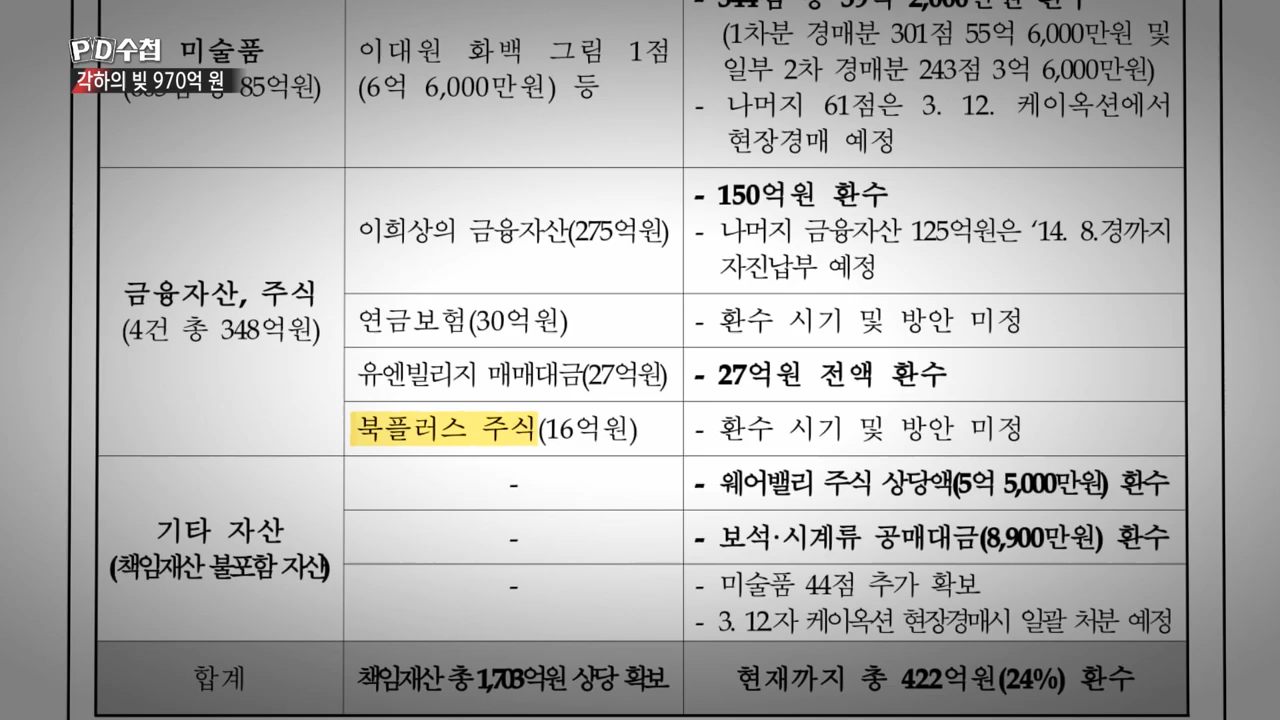 PD수첩
각하의 빚 970억 원
미술품
85억원)
이대원 화백 그림 1점
(6억 6,000만원) 등
(1차분 경매분 301점 55억 6,000만원 및
일부 2차 경매분 243점 3억 6,000만원)
- 나머지 61점은 3. 12. 케이옥션에서
현장경매 예정
금융자산, 주식
(4건 총 348억원)
이희상의 금융자산(275억원)
- 150억원 환수
- 나머지 금융자산 125억원은 ‘14. 8.경까지
자진납부 예정
연금보험(30억원)
- 환수 시기 및 방안 미정
유엔빌리지 매매대금(27억원)
- 27억원 전액 환수
북플러스 주식(16억원)
- 환수 시기 및 방안 미정
기타 자산
(책임재산 불포함 자산)
-
- 웨어밸리 주식 상당액(5억 5,000만원) 환수
-
- 보석·시계류 공매대금(8,900만원) 환수
-
- 미술품 44점 추가 확보
- 3. 12.자 케이옥션 현장경매시 일괄 처분 예정
합계
책임재산 총 1,703억원 상당 확보
현재까지 총 422억원(24%) 환수